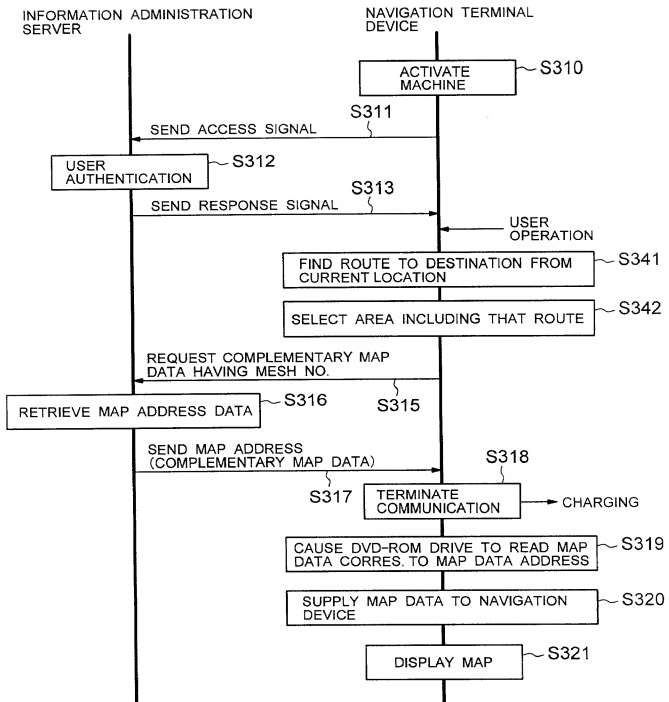 INFORMATION ADMINISTRATION
SERVER
NAVIGATION TERMINAL
DEVICE
ACTIVATE
MACHINE
S310
S311
SEND ACCESS SIGNAL
USER
AUTHENTICATION
S312
S313
SEND RESPONSE SIGNAL
USER
OPERATION
FIND ROUTE TO DESTINATION FROM
CURRENT LOCATION
S341
SELECT AREA INCLUDING THAT ROUTE
S342
REQUEST COMPLEMENTARY MAP
DATA HAVING MESH NO.
S315
RETRIEVE MAP ADDRESS DATA
S316
SEND MAP ADDRESS
(COMPLEMENTARY MAP DATA)
S317
S318
TERMINATE
COMMUNICATION
CHARGING
CAUSE DVD-ROM DRIVE TO READ MAP
DATA CORRES. TO MAP DATA ADDRESS
S319
SUPPLY MAP DATA TO NAVIGATION
DEVICE
S320
DISPLAY MAP
S321